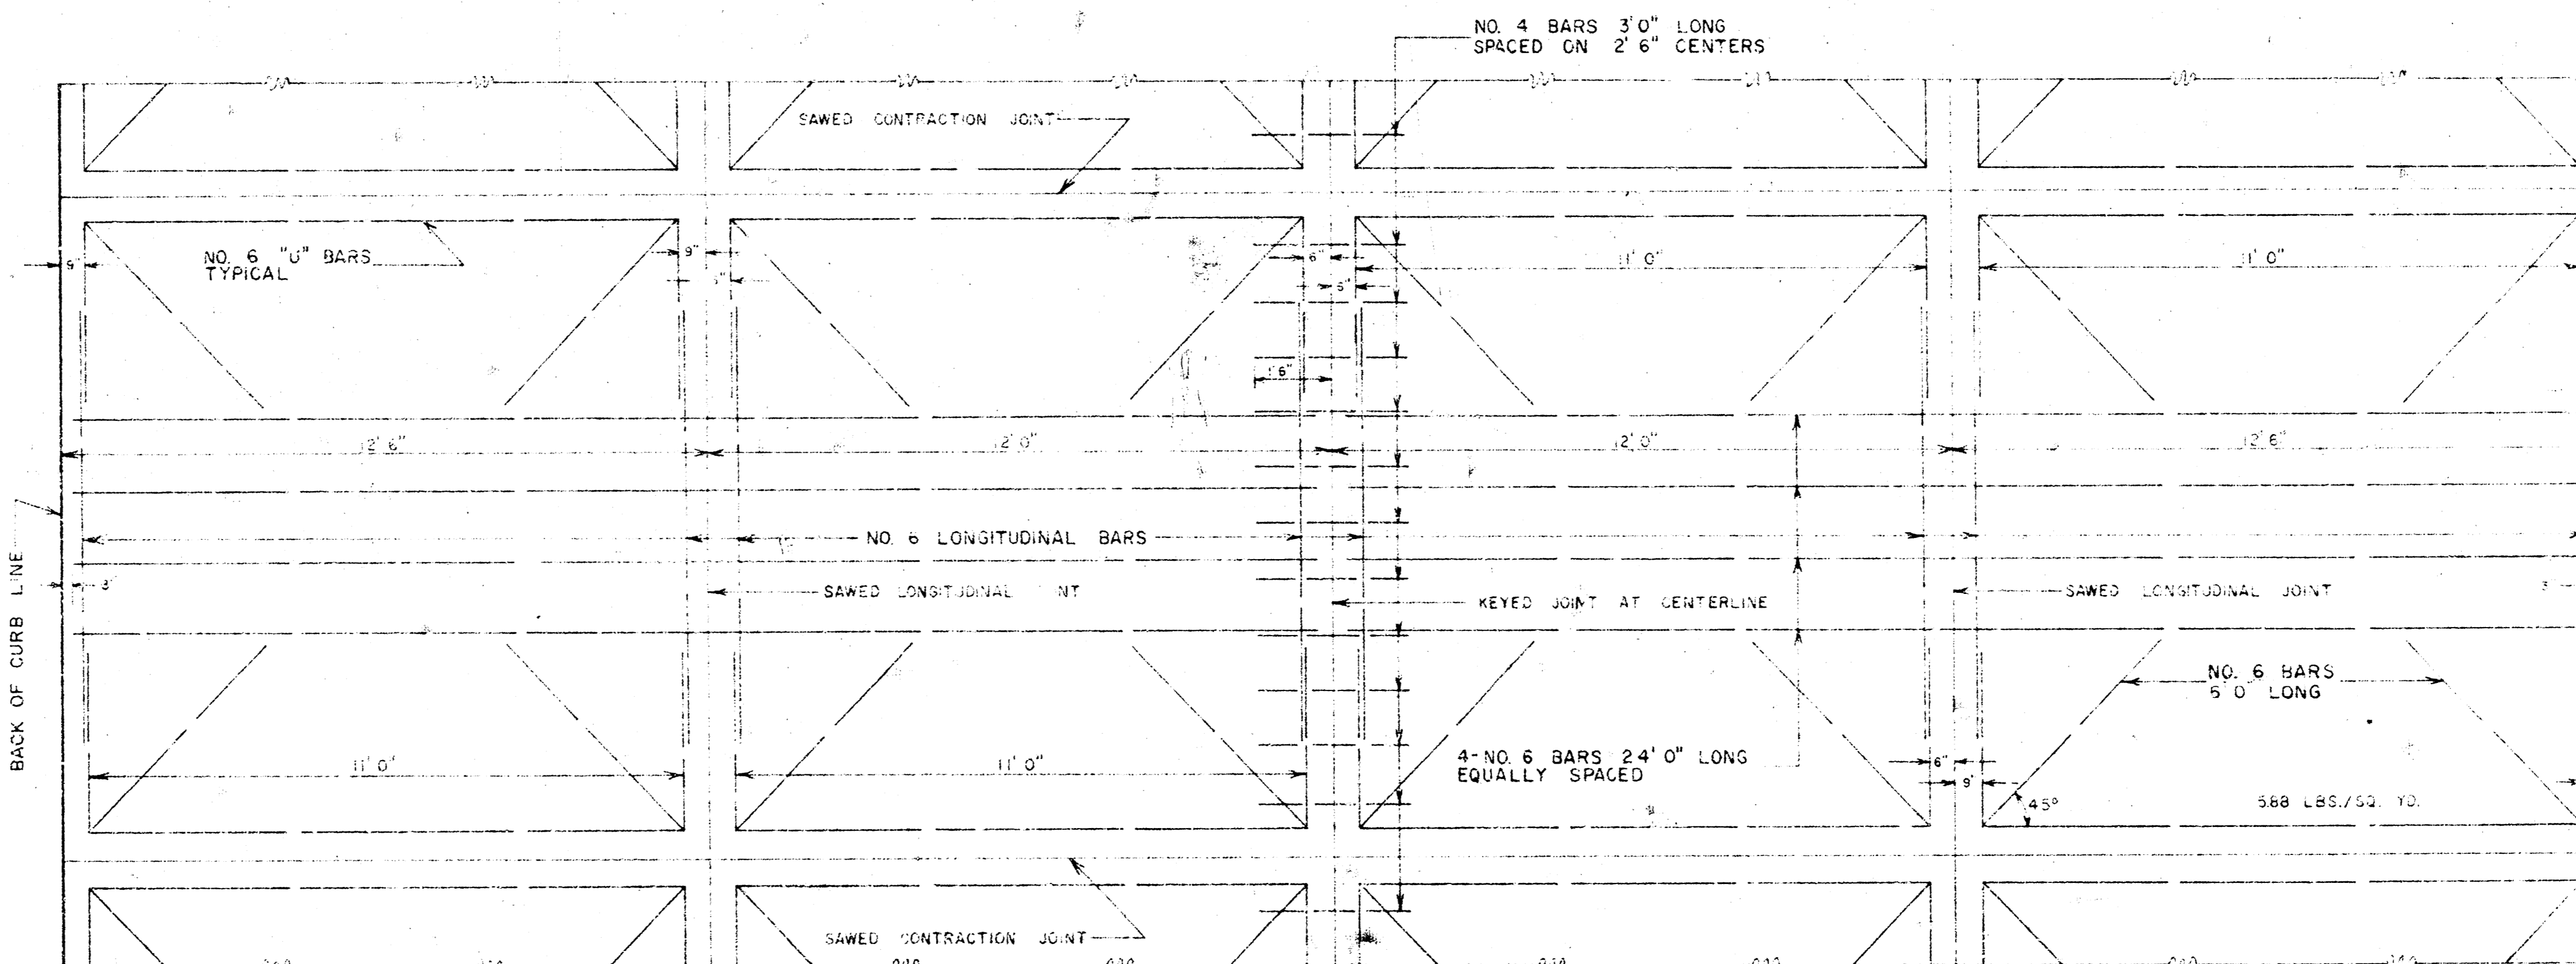 NO. 4 BARS 3'0" LONG
SPACED ON 2'6" CENTERS
SAWED CONTRACTION JOINT
NO. 6 "U" BARS
TYPICAL
9"
9"
6"
6"
11'0"
11'0"
1'6"
12'6"
12'0"
12'0"
12'6"
BACK OF CURB LINE
NO. 6 LONGITUDINAL BARS
3"
SAWED LONGITUDINAL
KEYED JOINT AT CENTERLINE
SAWED LONGITUDINAL JOINT
NO. 6 BARS
LONG
11'0"
11'0"
4-NO. 6 BARS 24'0" LONG
EQUALLY SPACED
6"
9"
45°
5.88 LBS./SQ. YD.
SAWED CONTRACTION JOINT